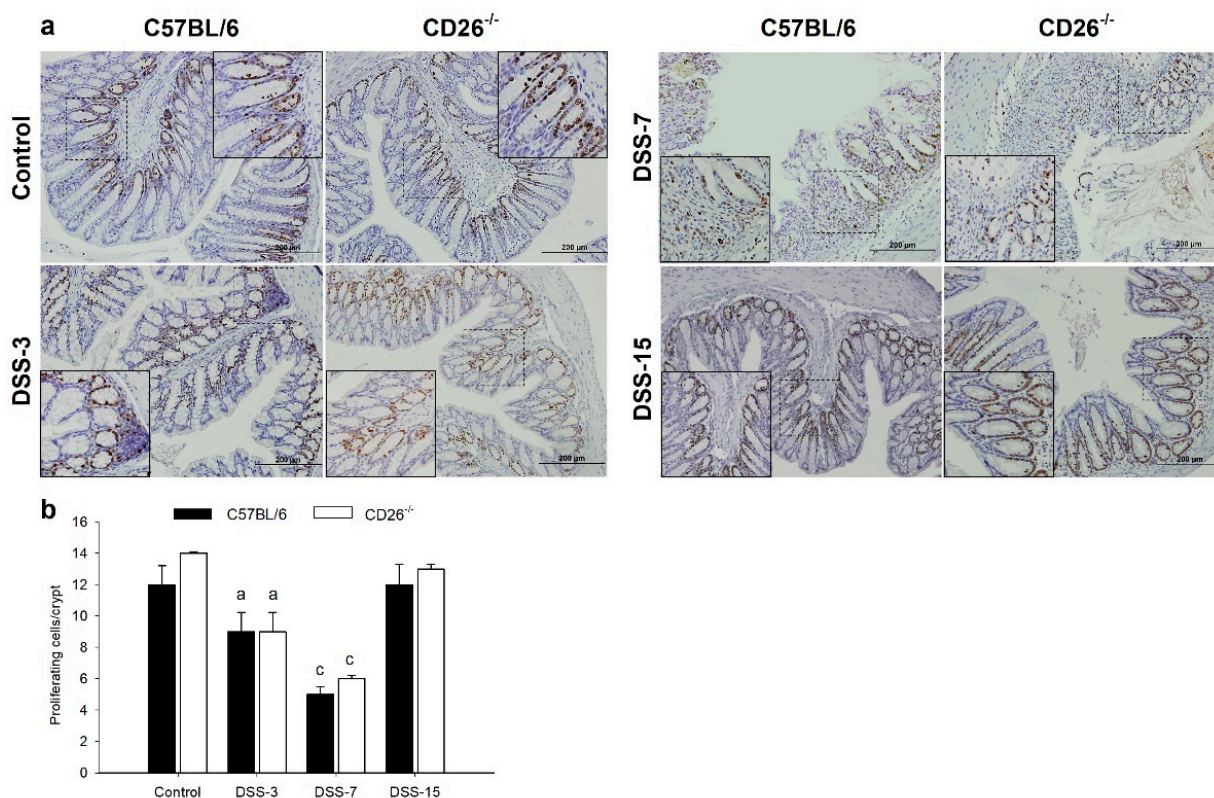 a
C57BL/6
CD26-/-
C57BL/6
CD26-/-
Control
200 µm
200 µm
DSS-7
200 µm
200 µm
DSS-3
200 µm
200 µm
DSS-15
200 µm
b
C57BL/6
CD26-/-
Proliferating cells/crypt
16
14
12
10
8
6
4
2
0
a
a
c
c
Control
DSS-3
DSS-7
DSS-15